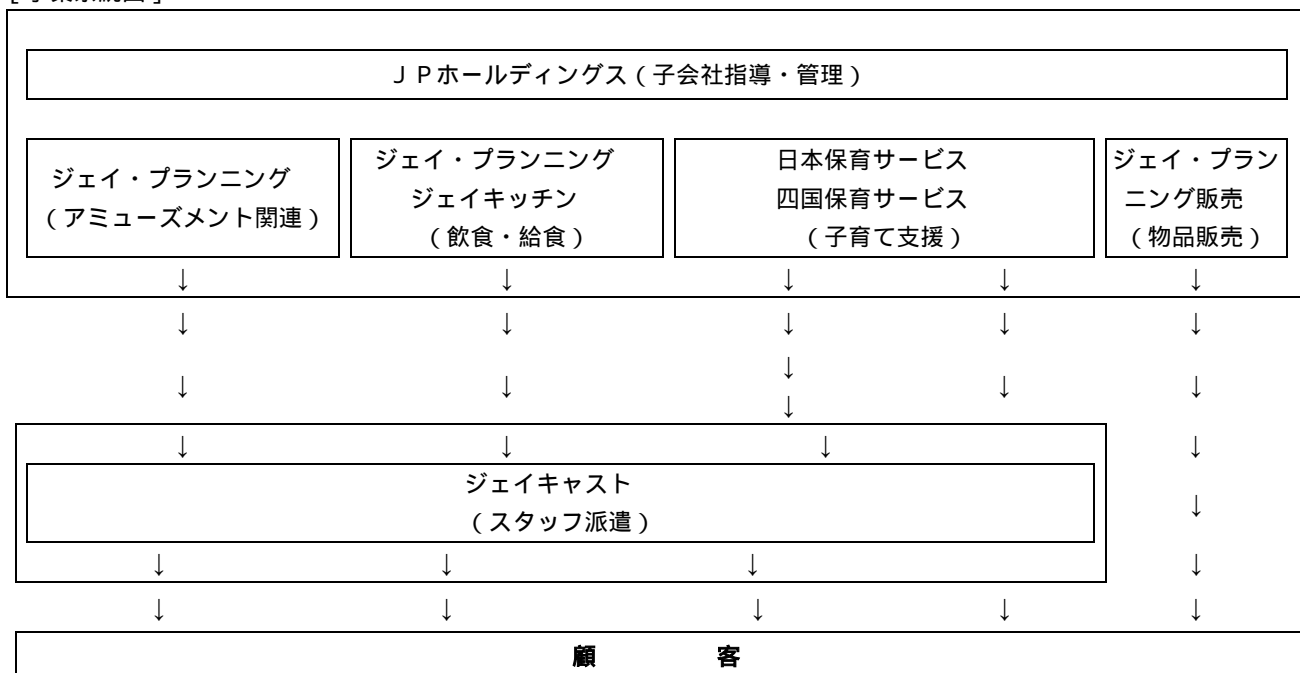 ＪＰホールディングス（子会社指導・管理）
ジェイ・プランニング
（アミューズメント関連）
ジェイ・プランニング
ジェイキッチン
（飲食・給食）
日本保育サービス
四国保育サービス
（子育て支援）
ジェイ・プラン
ニング販売
（物品販売）
↓ ↓ ↓ ↓ ↓
↓ ↓ ↓ ↓ ↓
↓
↓ ↓ ↓ ↓
↓
↓ ↓ ↓ ↓
ジェイキャスト
（スタッフ派遣）
↓
↓ ↓ ↓ ↓
↓ ↓ ↓ ↓ ↓
顧 客